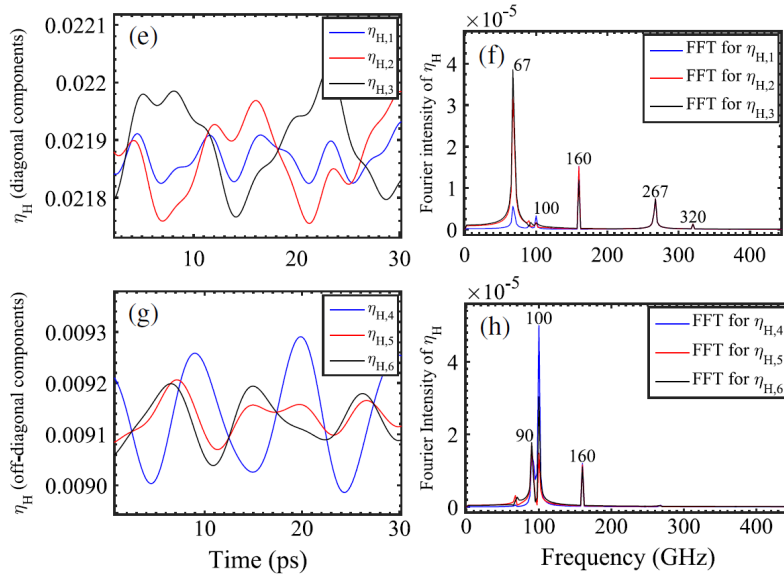 (e)
η_H,1
η_H,2
η_H,3
0.0221
0.022
0.0219
0.0218
η_H (diagonal components)
10
20
30
×10⁻⁵
(f)
FFT for η_H,1
FFT for η_H,2
FFT for η_H,3
67
100
160
267
320
4
3
2
1
0
Fourier intensity of η_H
0
100
200
300
400
(g)
η_H,4
η_H,5
η_H,6
0.0093
0.0092
0.0091
0.0090
η_H (off-diagonal components)
10
20
30
Time (ps)
×10⁻⁵
(h)
FFT for η_H,4
FFT for η_H,5
FFT for η_H,6
100
90
160
4
2
0
Fourier Intensity of η_H
0
100
200
300
400
Frequency (GHz)